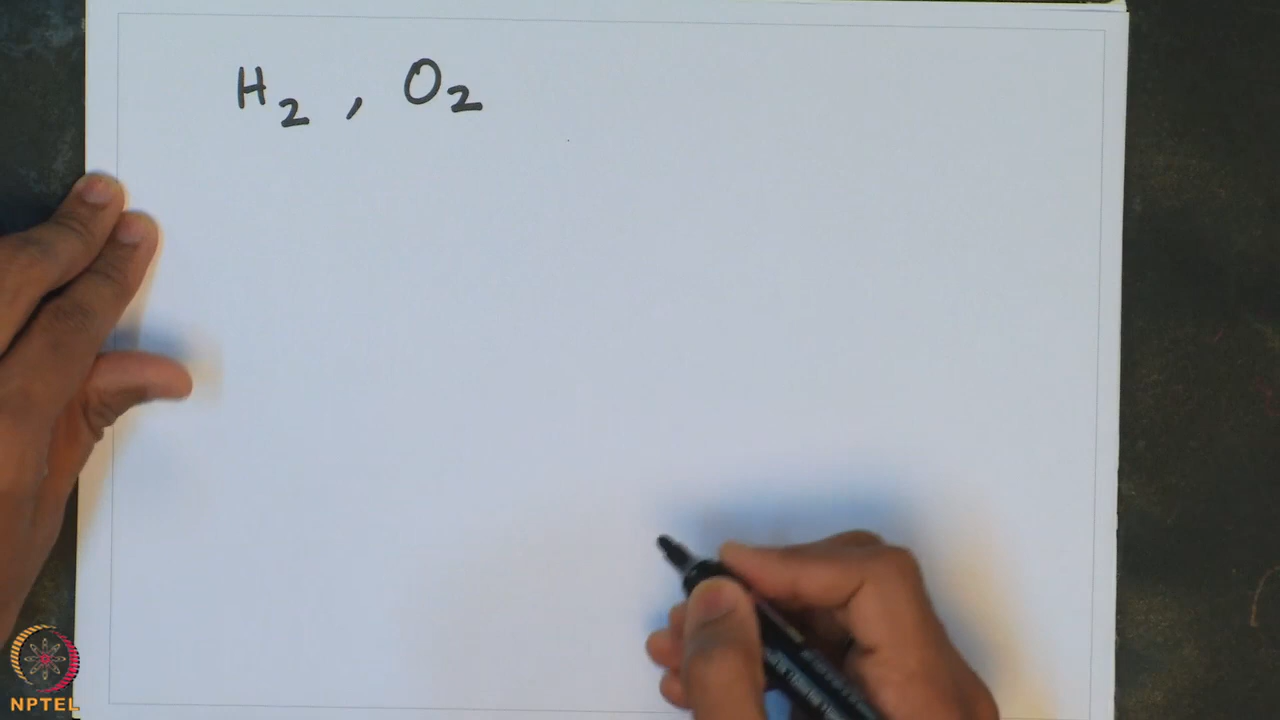 H₂ , O₂
NPTEL